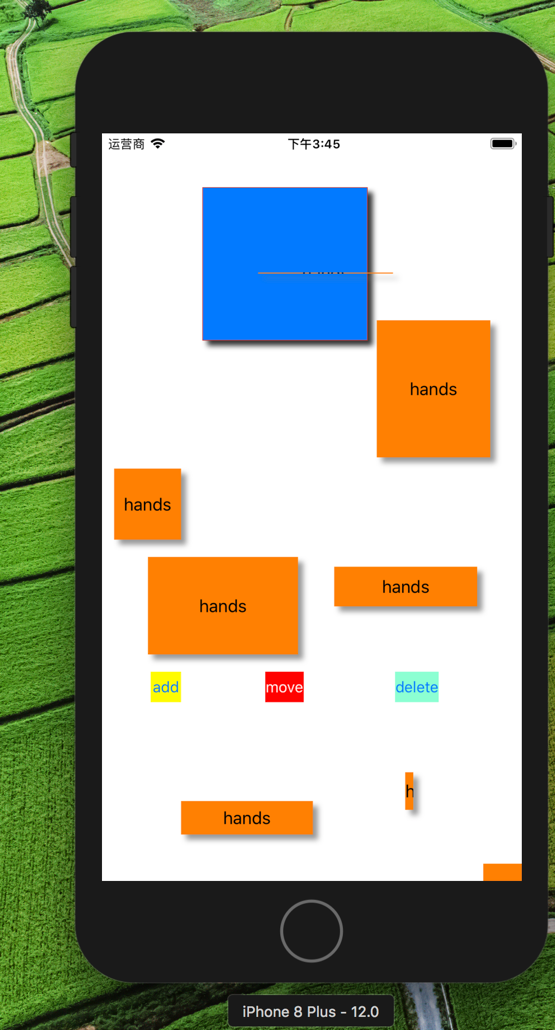 运营商 下午3:45
hands
hands
hands
hands
add move delete
h
hands
iPhone 8 Plus - 12.0